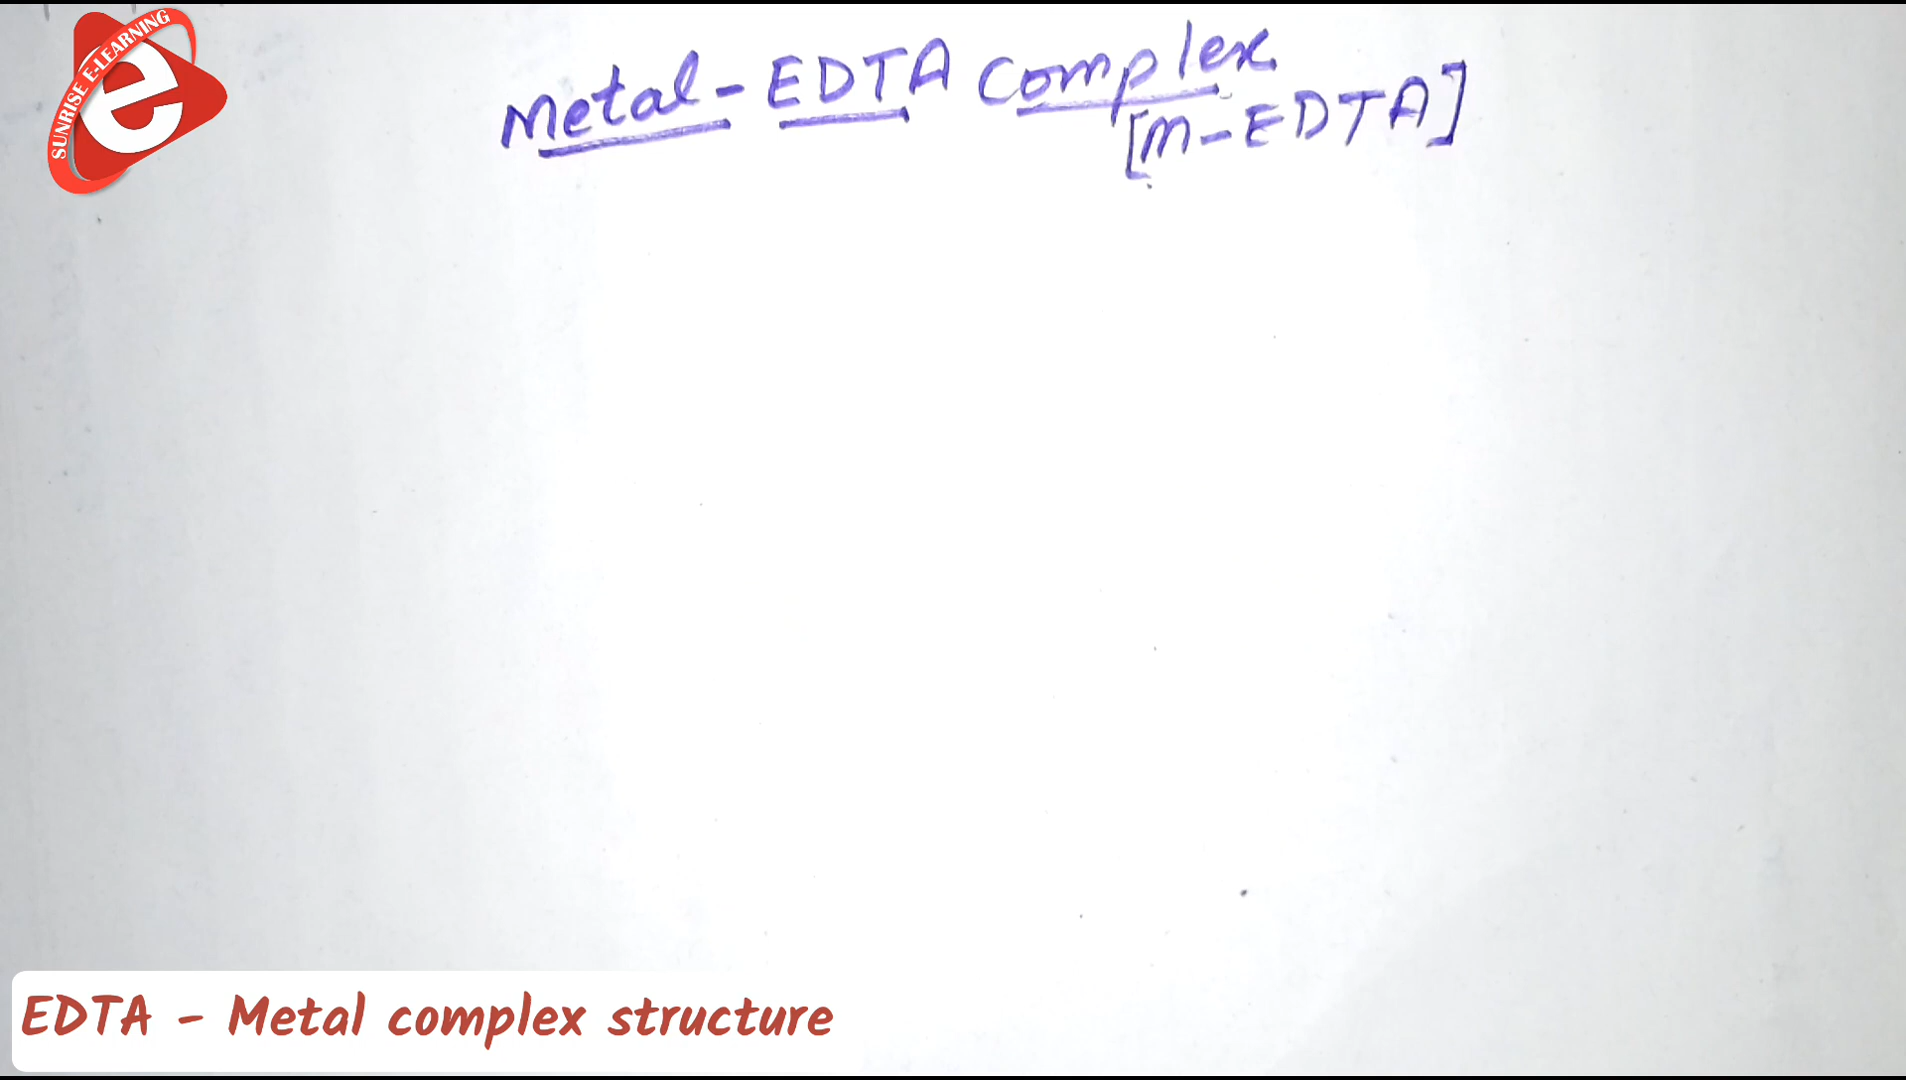 SUNRISE E-LEARNING
e
Metal-EDTA Complex
[M-EDTA]
EDTA - Metal complex structure